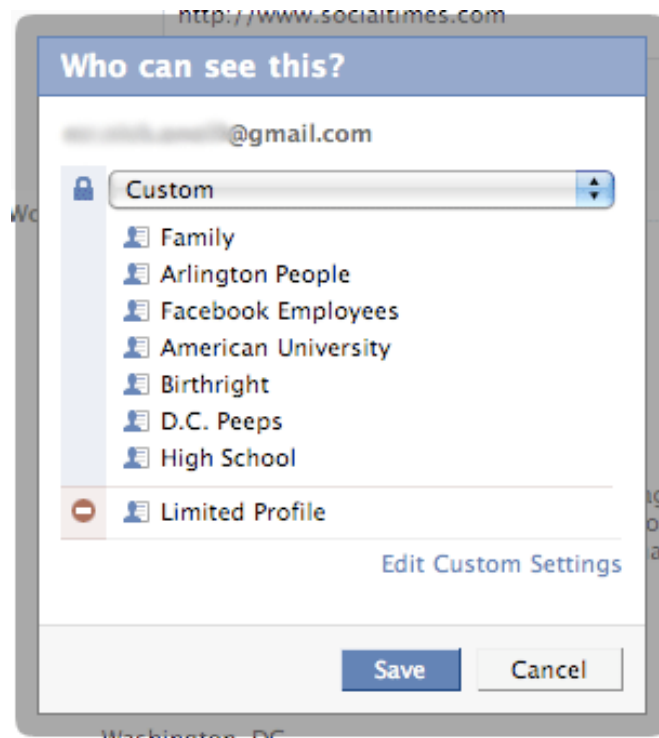 http://www.socialtimes.com
Who can see this?
@gmail.com
Custom
Family
Arlington People
Facebook Employees
American University
Birthright
D.C. Peeps
High School
Limited Profile
Edit Custom Settings
Save
Cancel
Washington, DC